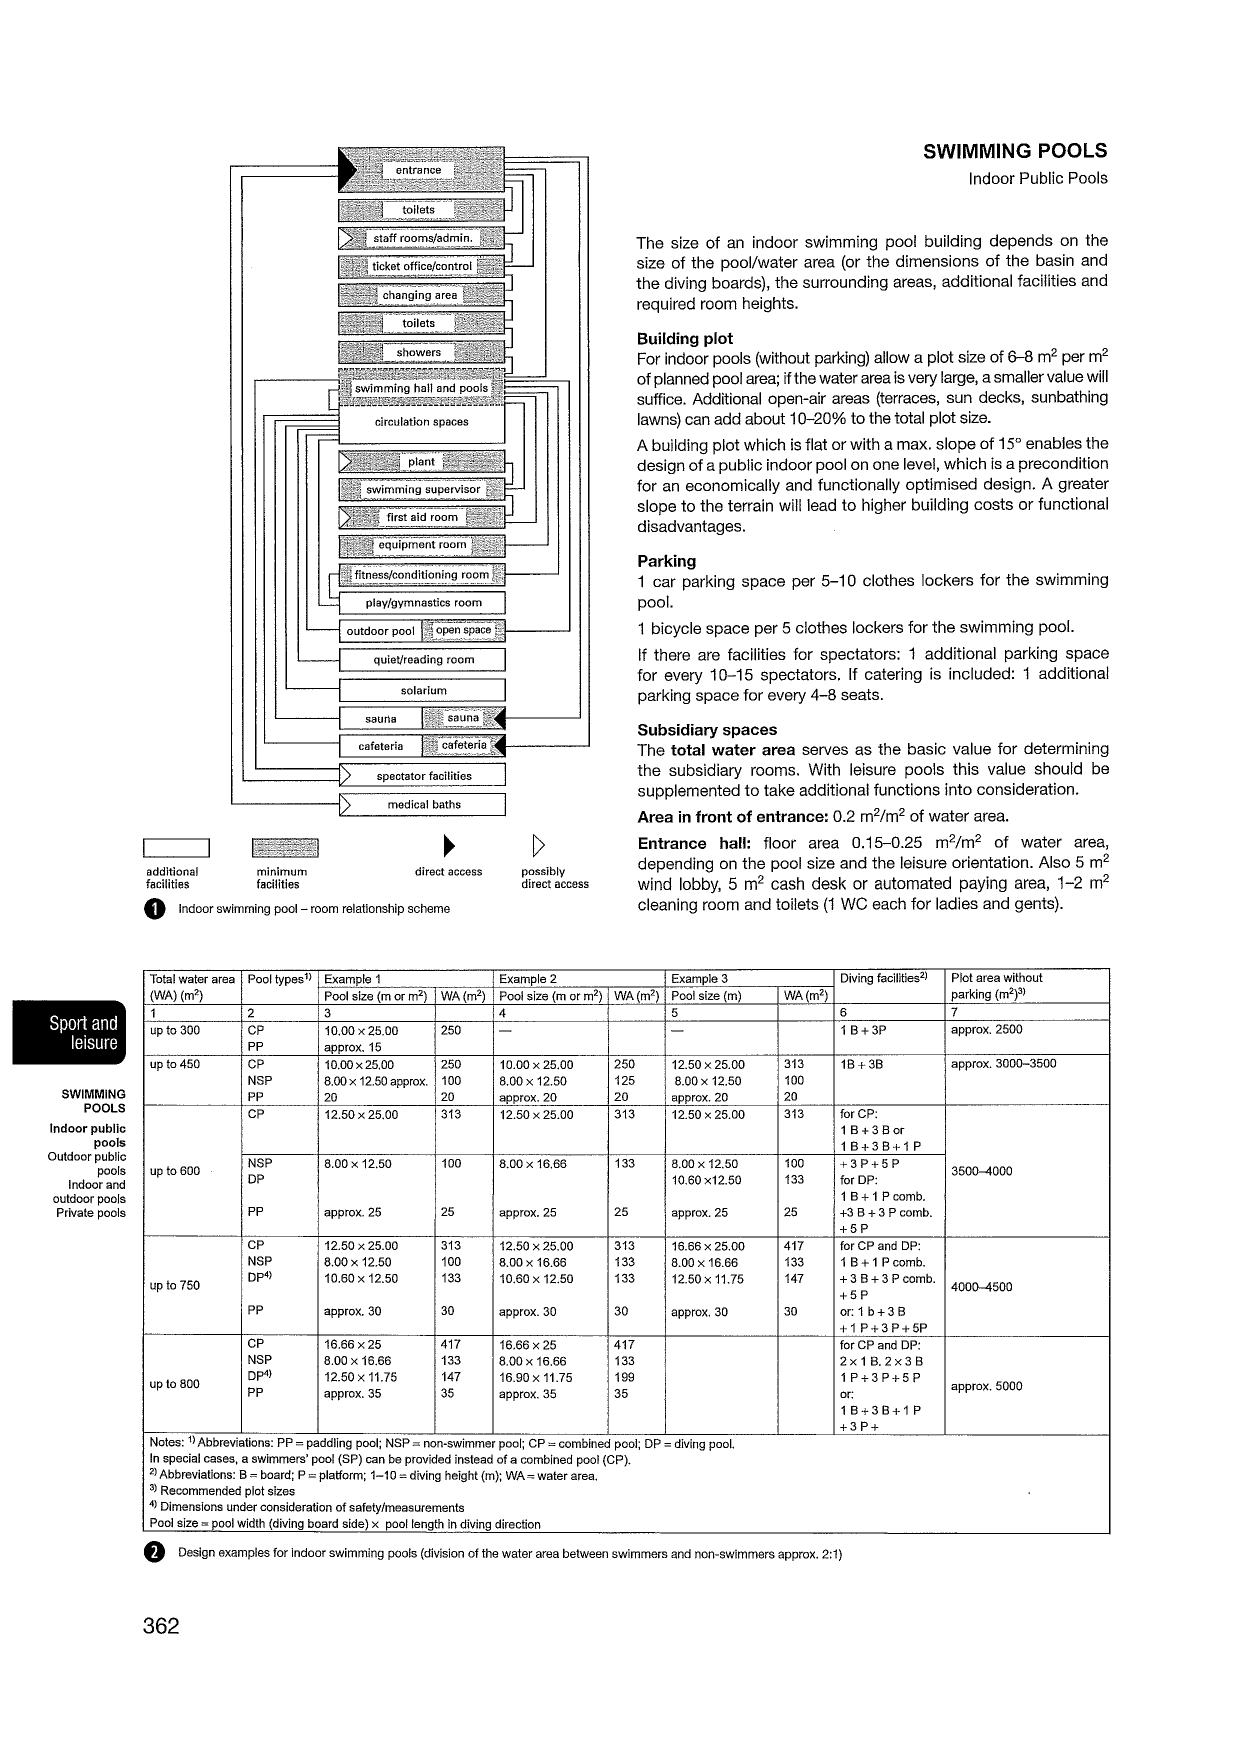 SWIMMING POOLS
Indoor Public Pools
entrance
toilets
staff rooms/admin.
ticket office/control
changing area
toilets
showers
swimming hall and pools
circulation spaces
plant
swimming supervisor
first aid room
equipment room
fitness/conditioning room
play/gymnastics room
outdoor pool open space
quiet/reading room
solarium
sauna sauna
cafeteria cafeteria
spectator facilities
medical baths
additional
facilities
minimum
facilities
direct access
possibly
direct access
1 Indoor swimming pool – room relationship scheme
The size of an indoor swimming pool building depends on the
size of the pool/water area (or the dimensions of the basin and
the diving boards), the surrounding areas, additional facilities and
required room heights.
Building plot
For indoor pools (without parking) allow a plot size of 6–8 m² per m²
of planned pool area; if the water area is very large, a smaller value will
suffice. Additional open-air areas (terraces, sun decks, sunbathing
lawns) can add about 10–20% to the total plot size.
A building plot which is flat or with a max. slope of 15° enables the
design of a public indoor pool on one level, which is a precondition
for an economically and functionally optimised design. A greater
slope to the terrain will lead to higher building costs or functional
disadvantages.
Parking
1 car parking space per 5–10 clothes lockers for the swimming
pool.
1 bicycle space per 5 clothes lockers for the swimming pool.
If there are facilities for spectators: 1 additional parking space
for every 10–15 spectators. If catering is included: 1 additional
parking space for every 4–8 seats.
Subsidiary spaces
The total water area serves as the basic value for determining
the subsidiary rooms. With leisure pools this value should be
supplemented to take additional functions into consideration.
Area in front of entrance: 0.2 m²/m² of water area.
Entrance hall: floor area 0.15–0.25 m²/m² of water area,
depending on the pool size and the leisure orientation. Also 5 m²
wind lobby, 5 m² cash desk or automated paying area, 1–2 m²
cleaning room and toilets (1 WC each for ladies and gents).
Sport and
leisure
SWIMMING
POOLS
Indoor public
pools
Outdoor public
pools
Indoor and
outdoor pools
Private pools
Total water area Pool types¹⁾ Example 1 Example 2 Example 3 Diving facilities²⁾ Plot area without
(WA) (m²) Pool size (m or m²) WA (m²) Pool size (m or m²) WA (m²) Pool size (m) WA (m²) parking (m²)³⁾
1 2 3 4 5 6 7
up to 300 CP 10.00 x 25.00 250 — — 1 B + 3P approx. 2500
PP approx. 15
up to 450 CP 10.00 x 25.00 250 10.00 x 25.00 250 12.50 x 25.00 313 1B + 3B approx. 3000–3500
NSP 8.00 x 12.50 approx. 100 8.00 x 12.50 125 8.00 x 12.50 100
PP 20 20 approx. 20 20 approx. 20 20
CP 12.50 x 25.00 313 12.50 x 25.00 313 12.50 x 25.00 313 for CP:
1 B + 3 B or
1 B + 3 B + 1 P
up to 600 NSP 8.00 x 12.50 100 8.00 x 16.66 133 8.00 x 12.50 100 + 3 P + 5 P 3500–4000
DP 10.60 x12.50 133 for DP:
1 B + 1 P comb.
PP approx. 25 25 approx. 25 25 approx. 25 25 +3 B + 3 P comb.
+ 5 P
CP 12.50 x 25.00 313 12.50 x 25.00 313 16.66 x 25.00 417 for CP and DP:
NSP 8.00 x 12.50 100 8.00 x 16.66 133 8.00 x 16.66 133 1 B + 1 P comb.
up to 750 DP⁴⁾ 10.60 x 12.50 133 10.60 x 12.50 133 12.50 x 11.75 147 + 3 B + 3 P comb. 4000–4500
+ 5 P
PP approx. 30 30 approx. 30 30 approx. 30 30 or: 1 b + 3 B
+ 1 P + 3 P + 5P
CP 16.66 x 25 417 16.66 x 25 417 for CP and DP:
NSP 8.00 x 16.66 133 8.00 x 16.66 133 2 x 1 B. 2 x 3 B
up to 800 DP⁴⁾ 12.50 x 11.75 147 16.90 x 11.75 199 1 P + 3 P + 5 P approx. 5000
PP approx. 35 35 approx. 35 35 or:
1 B + 3 B + 1 P
+ 3 P +
Notes: ¹⁾ Abbreviations: PP = paddling pool; NSP = non-swimmer pool; CP = combined pool; DP = diving pool.
In special cases, a swimmers' pool (SP) can be provided instead of a combined pool (CP).
²⁾ Abbreviations: B = board; P = platform; 1–10 = diving height (m); WA = water area.
³⁾ Recommended plot sizes
⁴⁾ Dimensions under consideration of safety/measurements
Pool size = pool width (diving board side) x pool length in diving direction
2 Design examples for indoor swimming pools (division of the water area between swimmers and non-swimmers approx. 2:1)
362